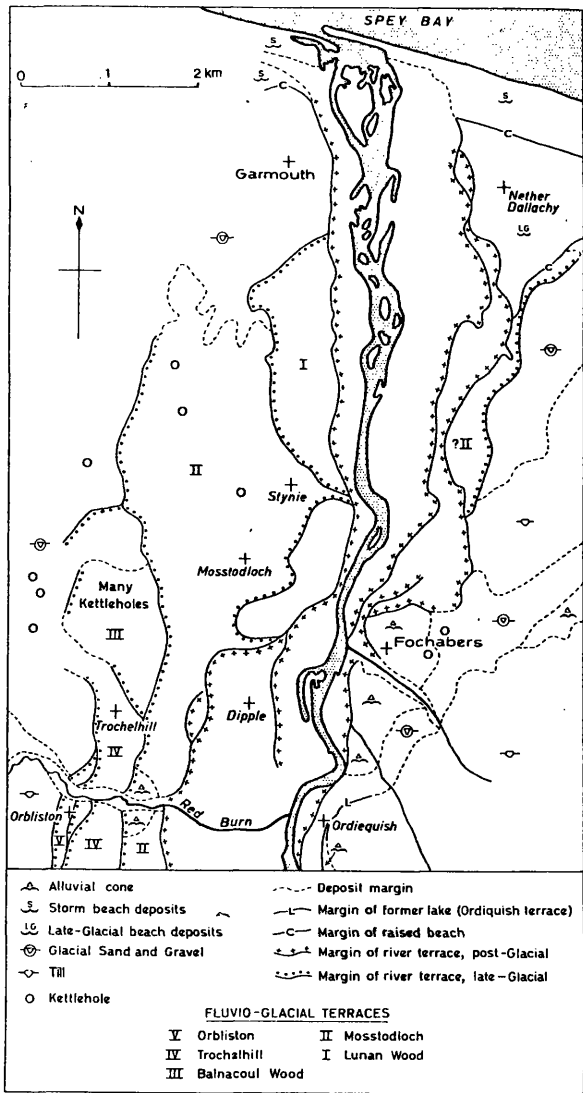 SPEY BAY
0 1 2 km
S
S
C
S
C
Garmouth
Nether
Dallachy
LG
N
C
I
? II
II
Stynie
Mosstodloch
Many
Kettleholes
III
Fochabers
Trochelhill
Dipple
IV
Red
Burn
L
Orbliston
Ordiequish
V
IV
II
Alluvial cone
Deposit margin
S Storm beach deposits
L Margin of former lake (Ordiquish terrace)
LG Late-Glacial beach deposits
C Margin of raised beach
Glacial Sand and Gravel
Margin of river terrace, post-Glacial
Till
Margin of river terrace, late-Glacial
Kettlehole
FLUVIO-GLACIAL TERRACES
V Orbliston
II Mosstodloch
IV Trochalhill
I Lunan Wood
III Balnacoul Wood